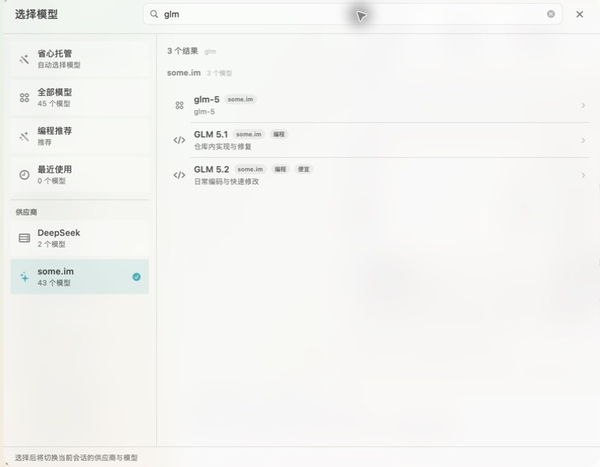 选择模型
glm
省心托管
自动选择模型
全部模型
45 个模型
编程推荐
推荐
最近使用
0 个模型
供应商
DeepSeek
2 个模型
some.im
43 个模型
3 个结果 glm
some.im 3 个模型
glm-5 some.im
glm-5
GLM 5.1 some.im 编程
仓库内实现与修复
GLM 5.2 some.im 编程 便宜
日常编码与快速修改
选择后将切换当前会话的供应商与模型